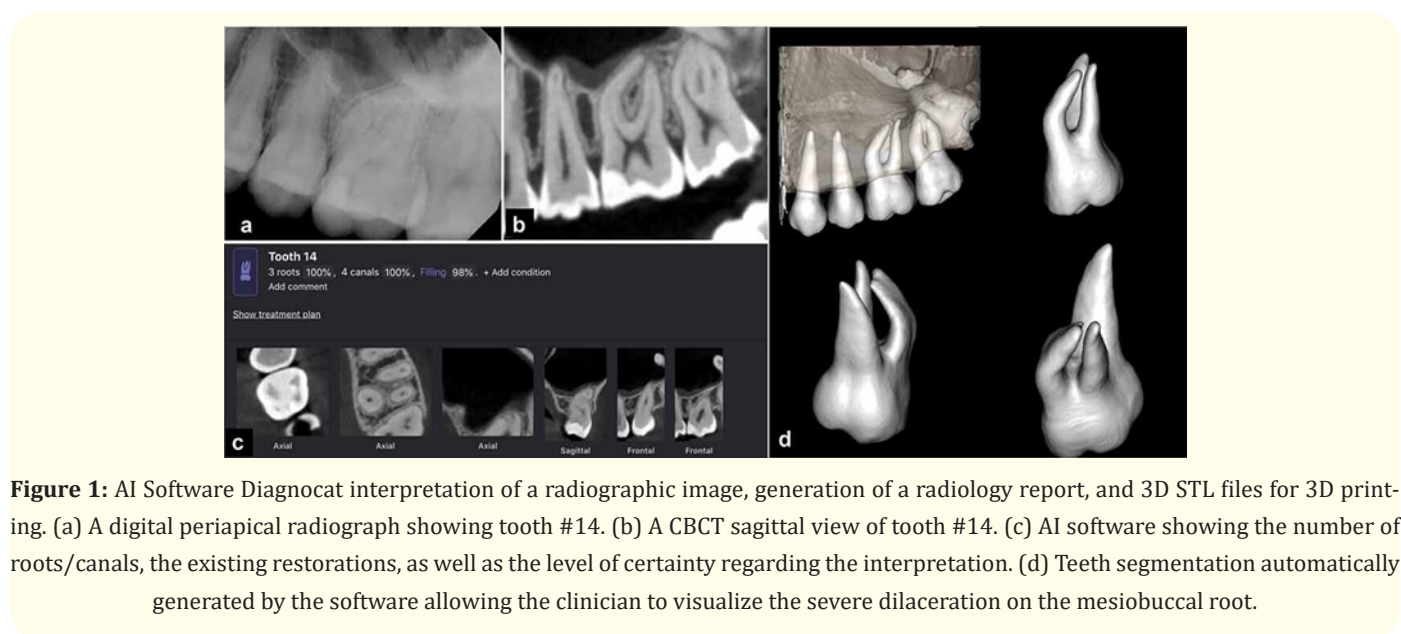 a
b
Tooth 14
3 roots 100%, 4 canals 100%, Filling 98%. + Add condition
Add comment
Show treatment plan
Axial
Axial
Axial
Sagittal
Frontal
Frontal
c
d
Figure 1: AI Software Diagnocat interpretation of a radiographic image, generation of a radiology report, and 3D STL files for 3D print-
ing. (a) A digital periapical radiograph showing tooth #14. (b) A CBCT sagittal view of tooth #14. (c) AI software showing the number of
roots/canals, the existing restorations, as well as the level of certainty regarding the interpretation. (d) Teeth segmentation automatically
generated by the software allowing the clinician to visualize the severe dilaceration on the mesiobuccal root.